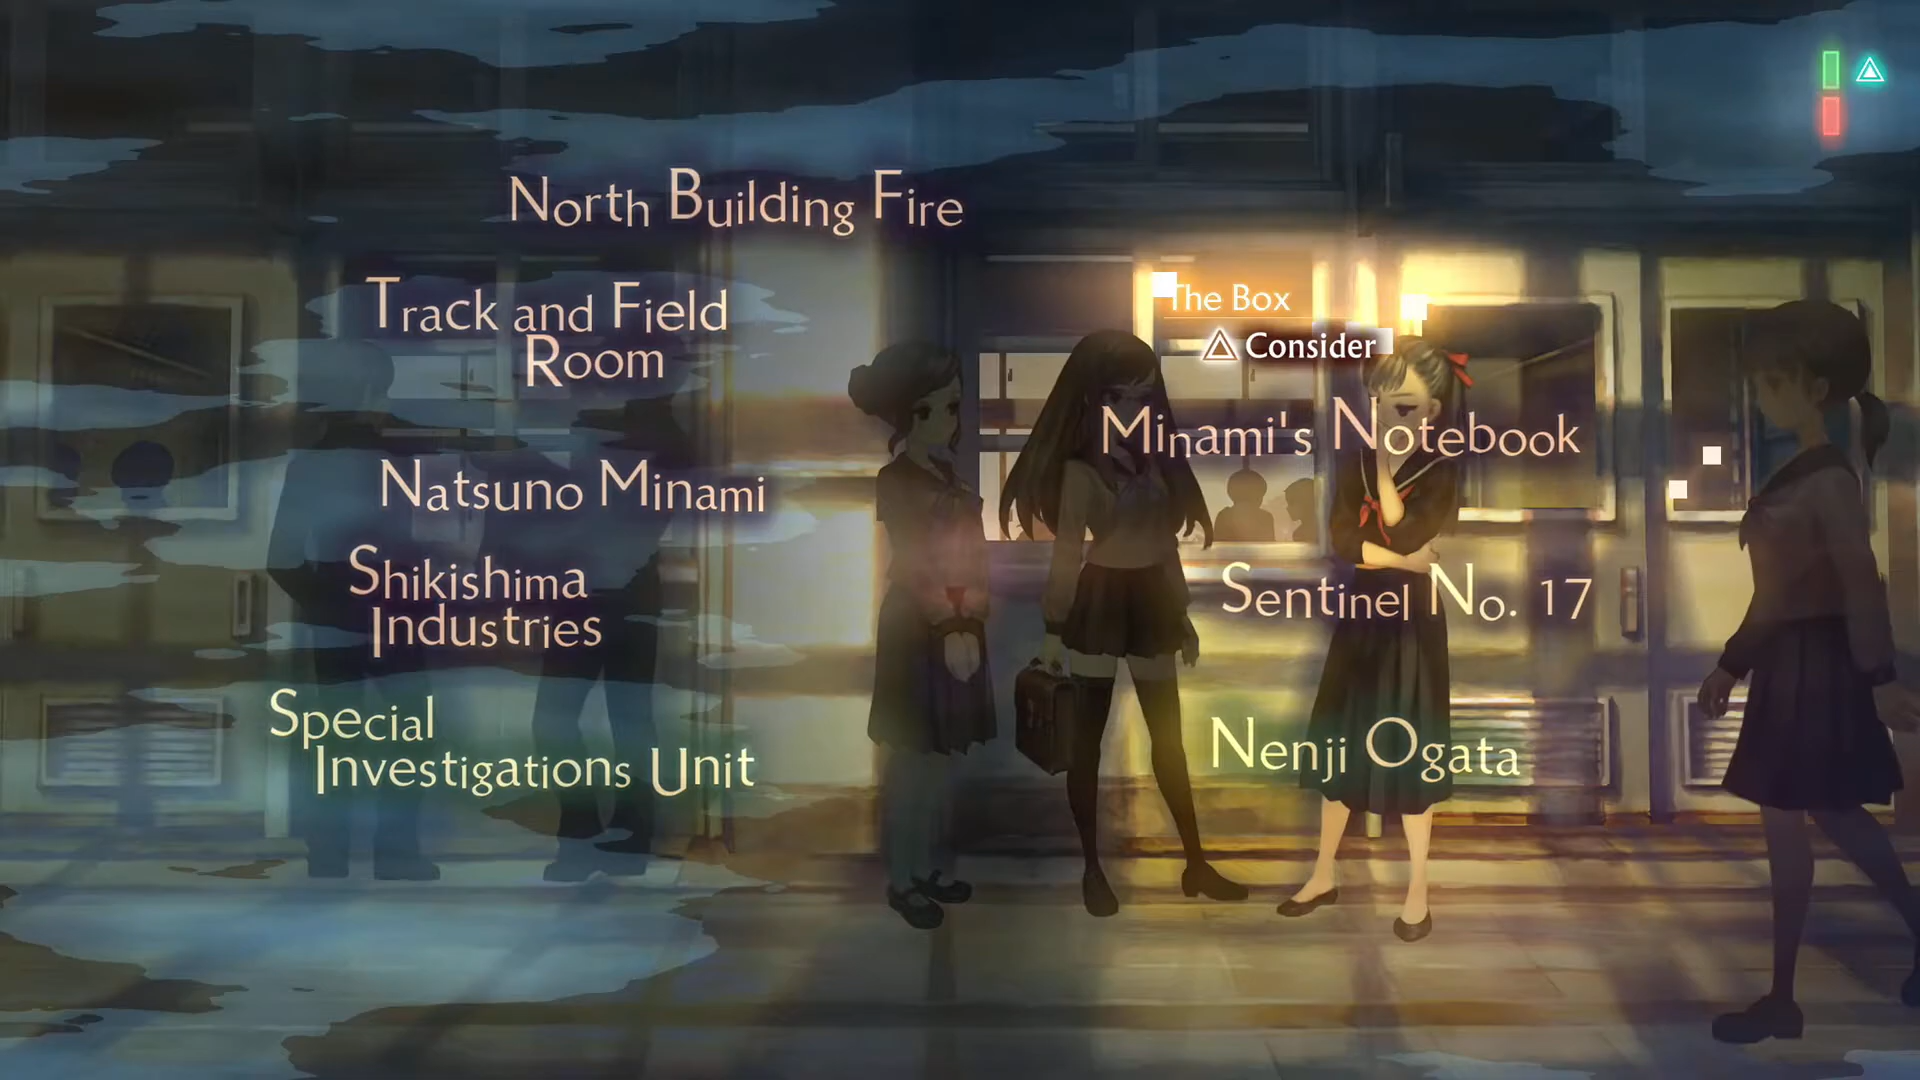 North Building Fire
Track and Field
Room
Natsuno Minami
Shikishima
Industries
Special
Investigations Unit
The Box
Consider
Minami's Notebook
Sentinel No. 17
Nenji Ogata